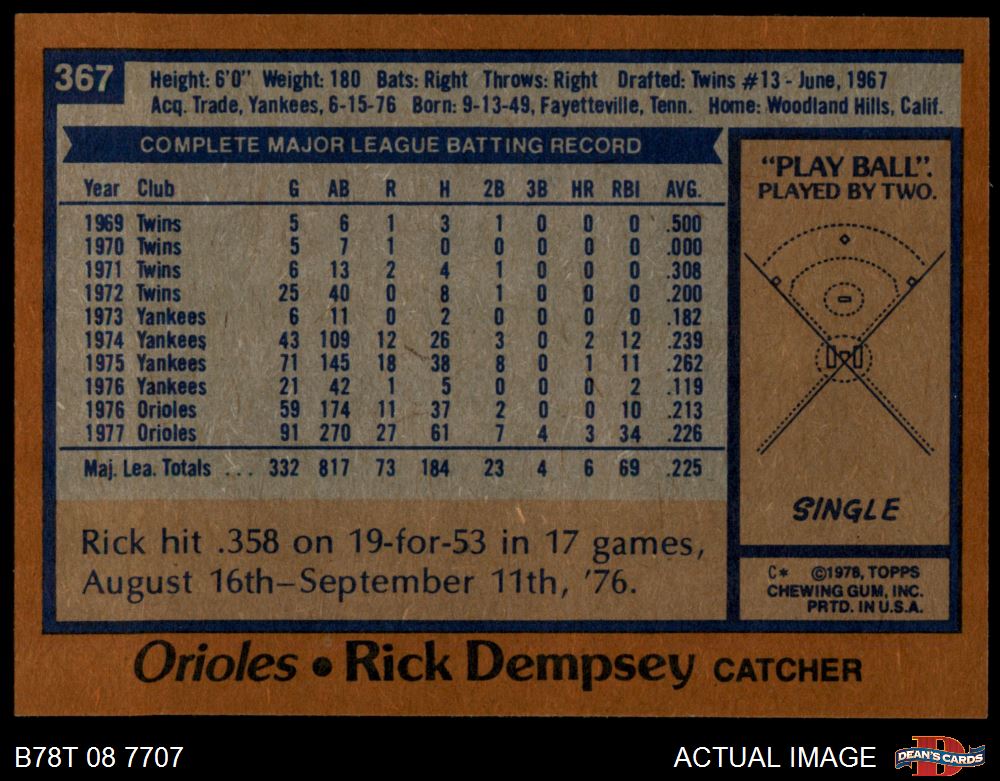 367
Height: 6'0" Weight: 180 Bats: Right Throws: Right Drafted: Twins #13 - June, 1967
Acq. Trade, Yankees, 6-15-76 Born: 9-13-49, Fayetteville, Tenn. Home: Woodland Hills, Calif.
COMPLETE MAJOR LEAGUE BATTING RECORD
Year Club G AB R H 2B 3B HR RBI AVG.
1969 Twins 5 6 1 3 1 0 0 0 .500
1970 Twins 5 7 1 0 0 0 0 0 .000
1971 Twins 6 13 2 4 1 0 0 0 .308
1972 Twins 25 40 0 8 1 0 0 0 .200
1973 Yankees 6 11 0 2 0 0 0 0 .182
1974 Yankees 43 109 12 26 3 0 2 12 .239
1975 Yankees 71 145 18 38 8 0 1 11 .262
1976 Yankees 21 42 1 5 0 0 0 2 .119
1976 Orioles 59 174 11 37 2 0 0 10 .213
1977 Orioles 91 270 27 61 7 4 3 34 .226
Maj. Lea. Totals ... 332 817 73 184 23 4 6 69 .225
Rick hit .358 on 19-for-53 in 17 games,
August 16th–September 11th, '76.
"PLAY BALL".
PLAYED BY TWO.
SINGLE
C* ©1978, TOPPS
CHEWING GUM, INC.
PRTD. IN U.S.A.
Orioles • Rick Dempsey CATCHER
B78T 08 7707
ACTUAL IMAGE
D
DEAN'S CARDS